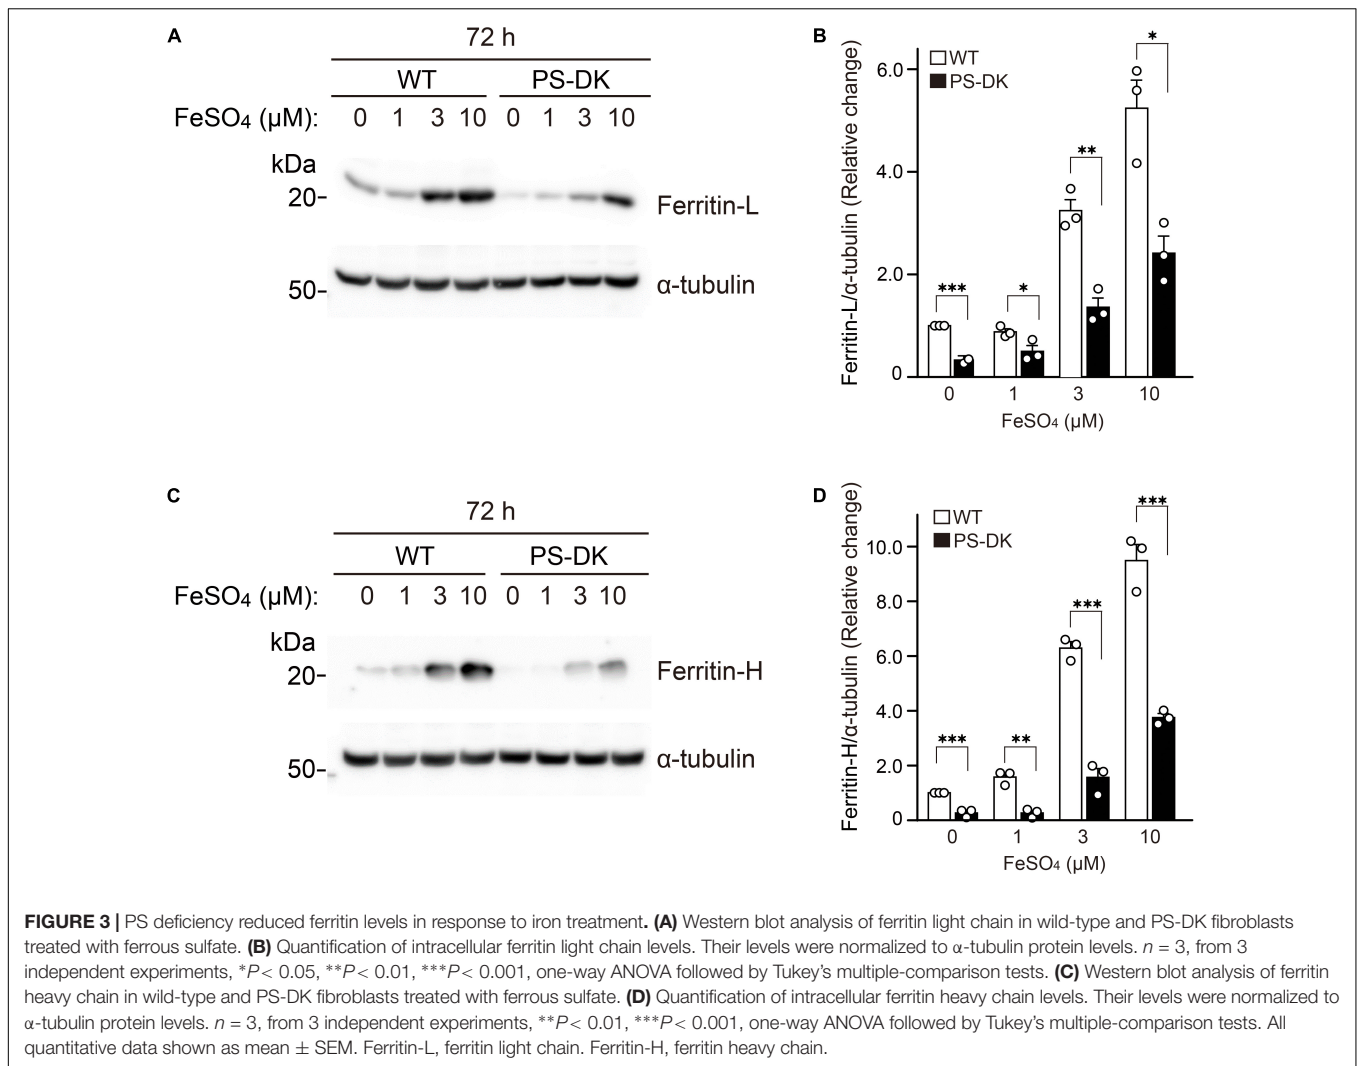 A
72 h
WT PS-DK
FeSO4 (µM): 0 1 3 10 0 1 3 10
kDa
20-
Ferritin-L
50-
α-tubulin
B
WT
PS-DK
Ferritin-L/α-tubulin (Relative change)
6.0
4.0
2.0
0
***
*
**
*
0 1 3 10
FeSO4 (µM)
C
72 h
WT PS-DK
FeSO4 (µM): 0 1 3 10 0 1 3 10
kDa
20-
Ferritin-H
50-
α-tubulin
D
WT
PS-DK
Ferritin-H/α-tubulin (Relative change)
10.0
8.0
6.0
4.0
2.0
0
***
**
***
***
0 1 3 10
FeSO4 (µM)
FIGURE 3 | PS deficiency reduced ferritin levels in response to iron treatment. (A) Western blot analysis of ferritin light chain in wild-type and PS-DK fibroblasts
treated with ferrous sulfate. (B) Quantification of intracellular ferritin light chain levels. Their levels were normalized to α-tubulin protein levels. n = 3, from 3
independent experiments, *P < 0.05, **P < 0.01, ***P < 0.001, one-way ANOVA followed by Tukey's multiple-comparison tests. (C) Western blot analysis of ferritin
heavy chain in wild-type and PS-DK fibroblasts treated with ferrous sulfate. (D) Quantification of intracellular ferritin heavy chain levels. Their levels were normalized to
α-tubulin protein levels. n = 3, from 3 independent experiments, **P < 0.01, ***P < 0.001, one-way ANOVA followed by Tukey's multiple-comparison tests. All
quantitative data shown as mean ± SEM. Ferritin-L, ferritin light chain. Ferritin-H, ferritin heavy chain.